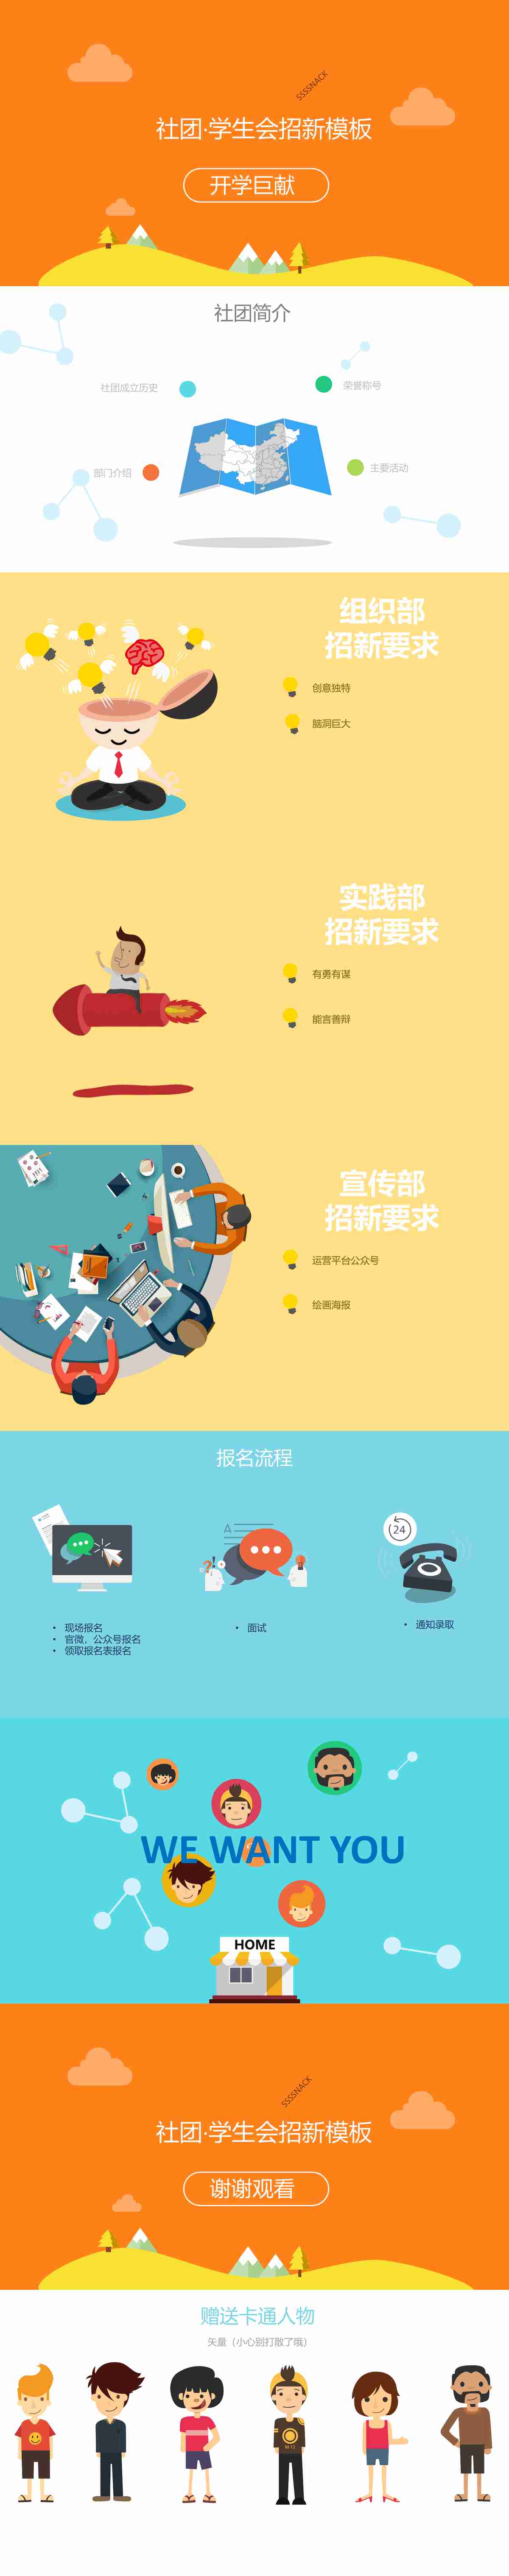 SSSSNACK
社团·学生会招新模板
开学巨献
社团简介
社团成立历史
荣誉称号
部门介绍
主要活动
组织部
招新要求
创意独特
脑洞巨大
实践部
招新要求
有勇有谋
能言善辩
宣传部
招新要求
运营平台公众号
绘画海报
报名流程
24
• 现场报名
• 官微，公众号报名
• 领取报名表报名
• 面试
• 通知录取
WE WANT YOU
HOME
SSSSNACK
社团·学生会招新模板
谢谢观看
赠送卡通人物
矢量（小心别打散了哦）